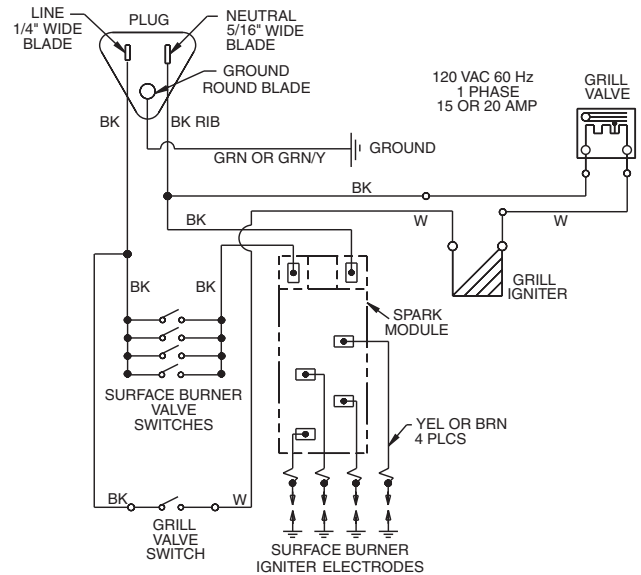 LINE
1/4" WIDE
BLADE
PLUG
NEUTRAL
5/16" WIDE
BLADE
GROUND
ROUND BLADE
120 VAC 60 Hz
1 PHASE
15 OR 20 AMP
GRILL
VALVE
BK
BK RIB
GRN OR GRN/Y
GROUND
BK
BK
W
W
BK
BK
GRILL
IGNITER
SPARK
MODULE
SURFACE BURNER
VALVE
SWITCHES
YEL OR BRN
4 PLCS
BK
W
GRILL
VALVE
SWITCH
SURFACE BURNER
IGNITER ELECTRODES